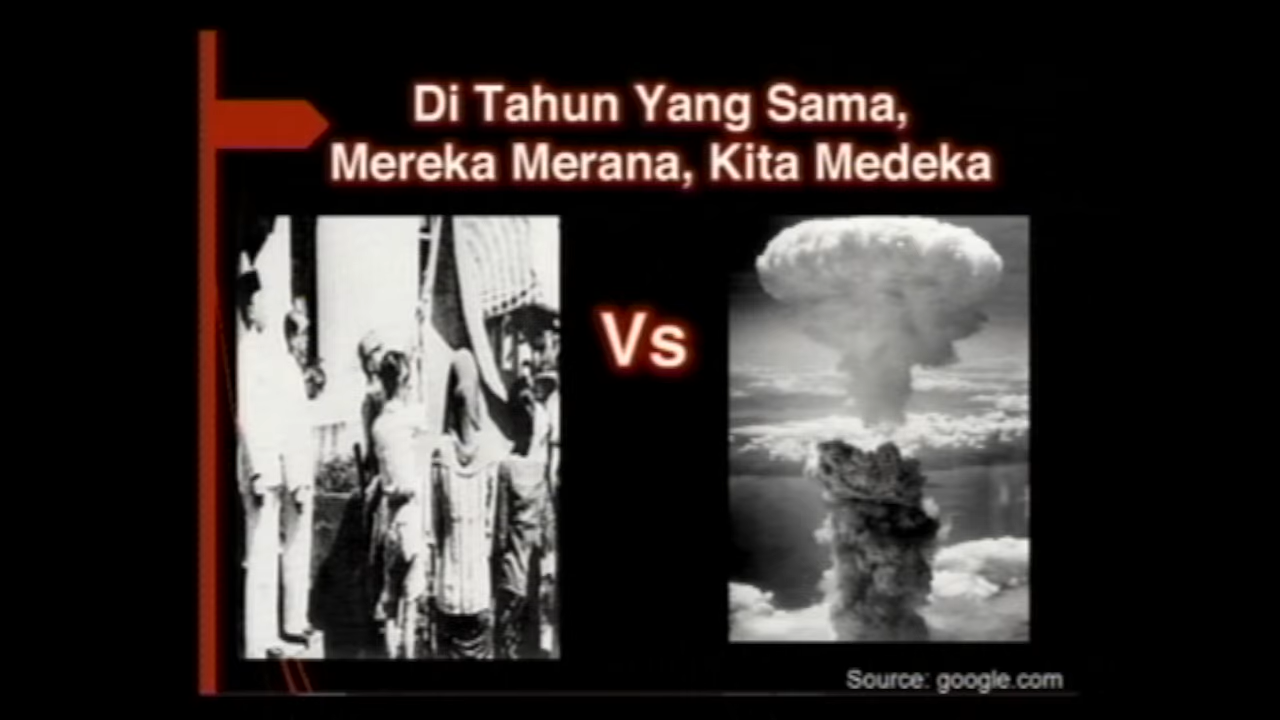 Di Tahun Yang Sama,
Mereka Merana, Kita Medeka
Vs
Source: google.com